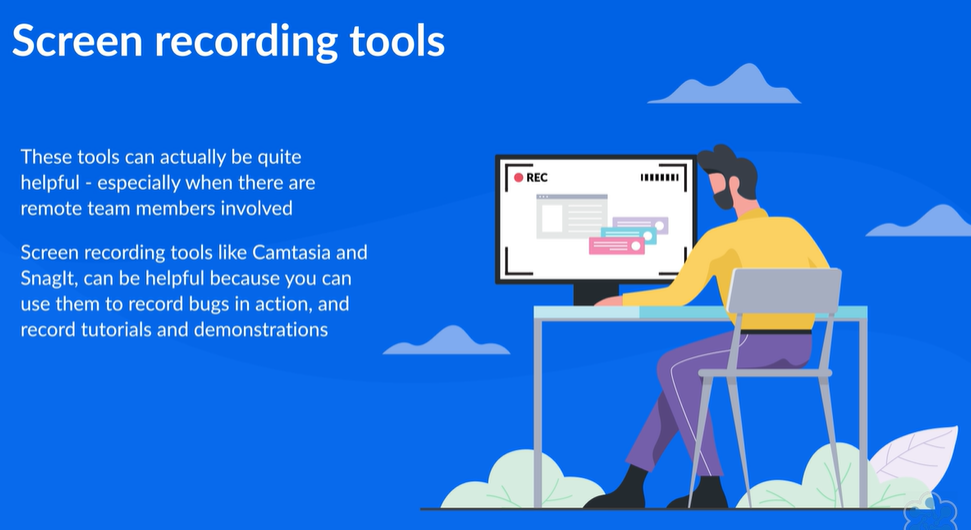 Screen recording tools
These tools can actually be quite
helpful - especially when there are
remote team members involved
Screen recording tools like Camtasia and
SnagIt, can be helpful because you can
use them to record bugs in action, and
record tutorials and demonstrations
REC